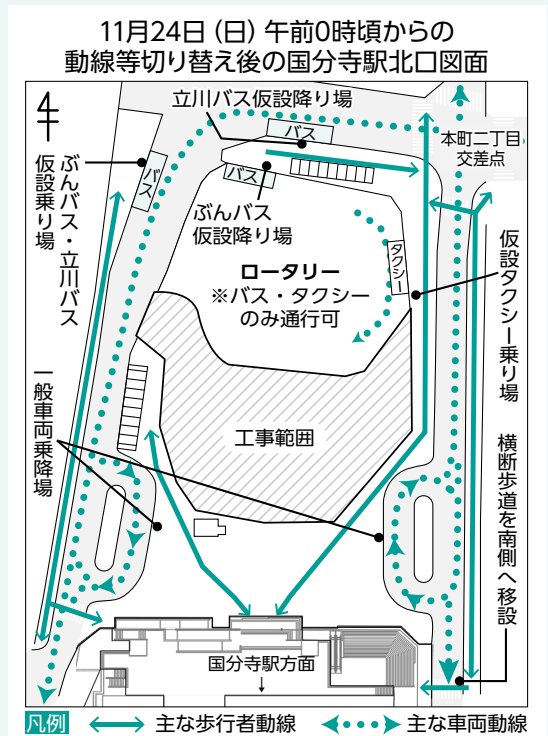 11月24日（日）午前0時頃からの
動線等切り替え後の国分寺駅北口図面
立川バス仮設降り場
バス
本町二丁目
交差点
ぶんバス・立川バス
仮設乗り場
バス
バス
ぶんバス
仮設降り場
タクシー
仮設タクシー乗り場
ロータリー
※バス・タクシー
のみ通行可
一般車両乗降場
工事範囲
横断歩道を南側へ移設
国分寺駅方面
凡例
主な歩行者動線
主な車両動線